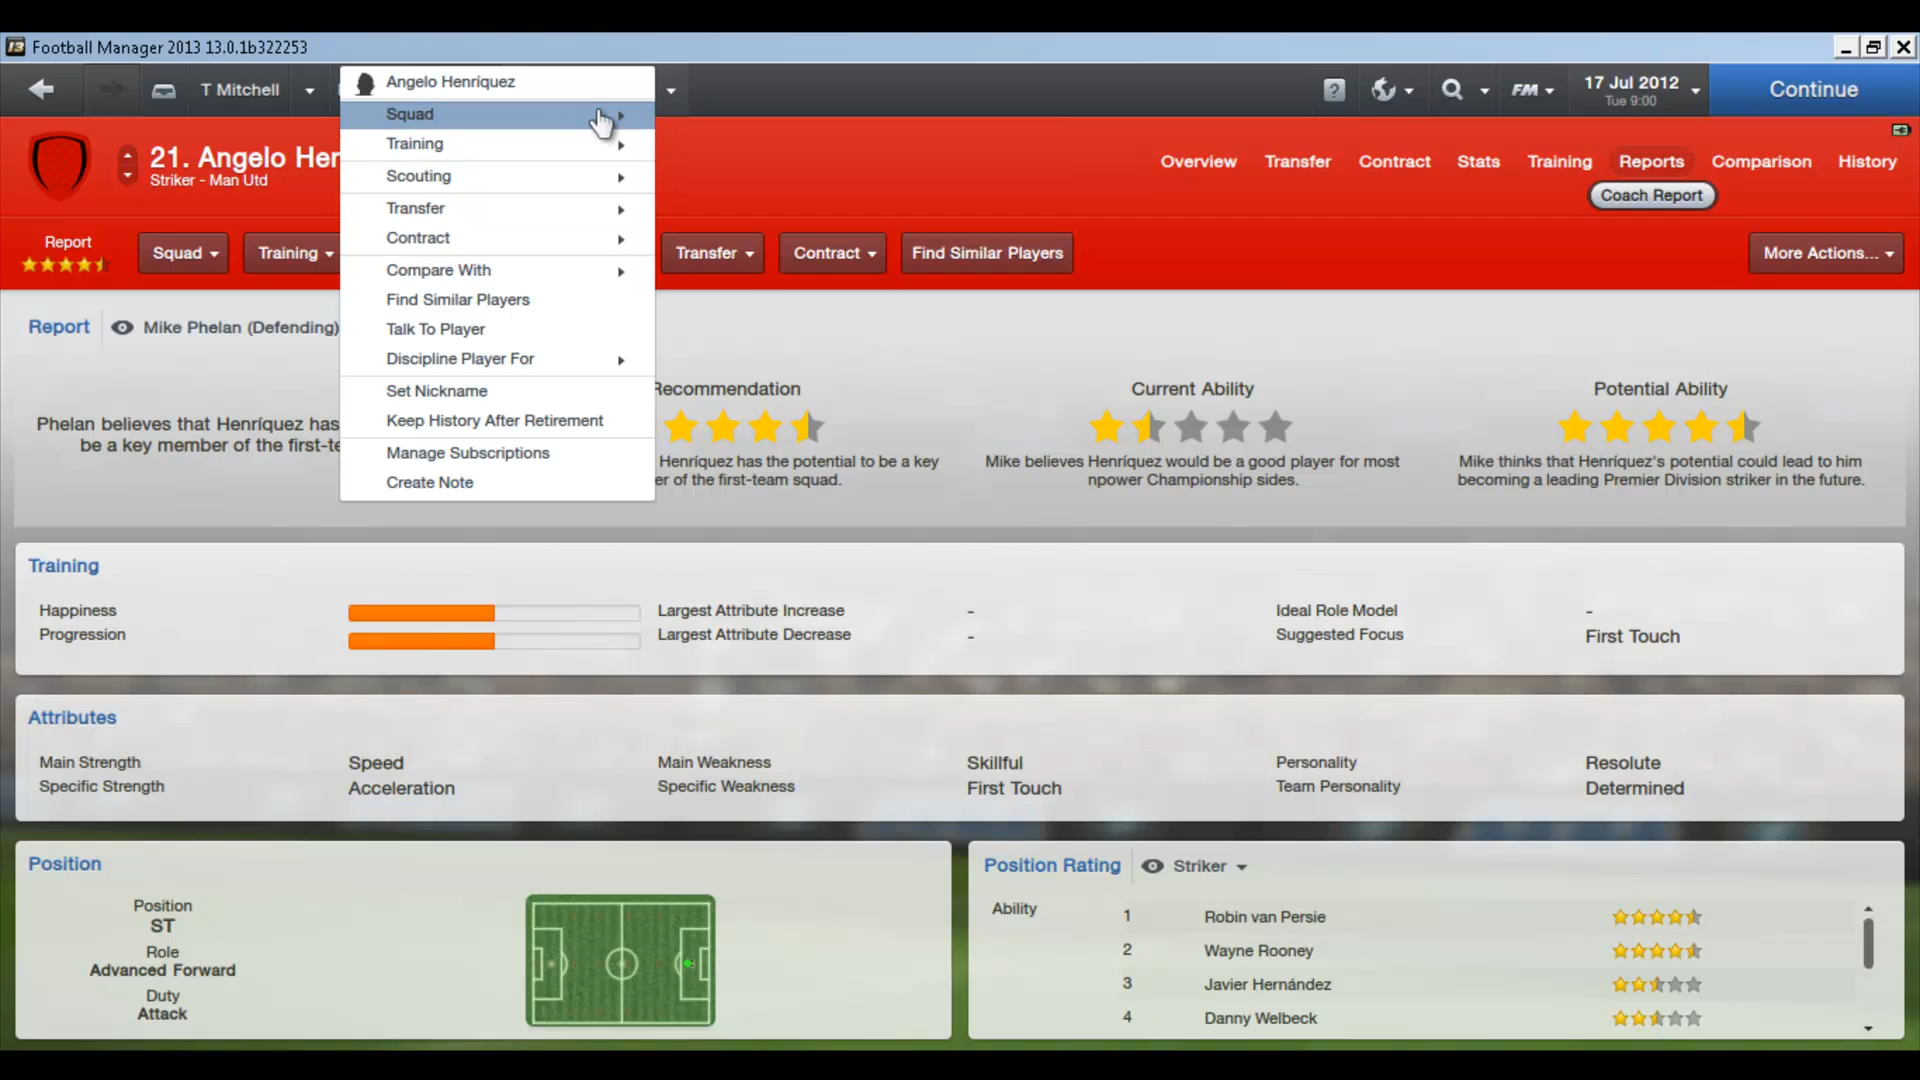 Football Manager 2013 13.0.1b322253
T Mitchell
FM
17 Jul 2012
Tue 9:00
Continue
Angelo Henríquez
Squad
Training
Scouting
Transfer
Contract
Compare With
Find Similar Players
Talk To Player
Discipline Player For
Set Nickname
Keep History After Retirement
Manage Subscriptions
Create Note
21. Angelo Her
Striker - Man Utd
Overview
Transfer
Contract
Stats
Training
Reports
Comparison
History
Coach Report
Report
Squad
Training
Transfer
Contract
Find Similar Players
More Actions...
Report
Mike Phelan (Defending)
Phelan believes that Henríquez has
be a key member of the first-te
Recommendation
Henríquez has the potential to be a key
er of the first-team squad.
Current Ability
Mike believes Henríquez would be a good player for most
npower Championship sides.
Potential Ability
Mike thinks that Henríquez's potential could lead to him
becoming a leading Premier Division striker in the future.
Training
Happiness
Progression
Largest Attribute Increase -
Largest Attribute Decrease -
Ideal Role Model -
Suggested Focus First Touch
Attributes
Main Strength Speed
Specific Strength Acceleration
Main Weakness Skillful
Specific Weakness First Touch
Personality Resolute
Team Personality Determined
Position
Position
ST
Role
Advanced Forward
Duty
Attack
Position Rating
Striker
Ability
1 Robin van Persie
2 Wayne Rooney
3 Javier Hernández
4 Danny Welbeck